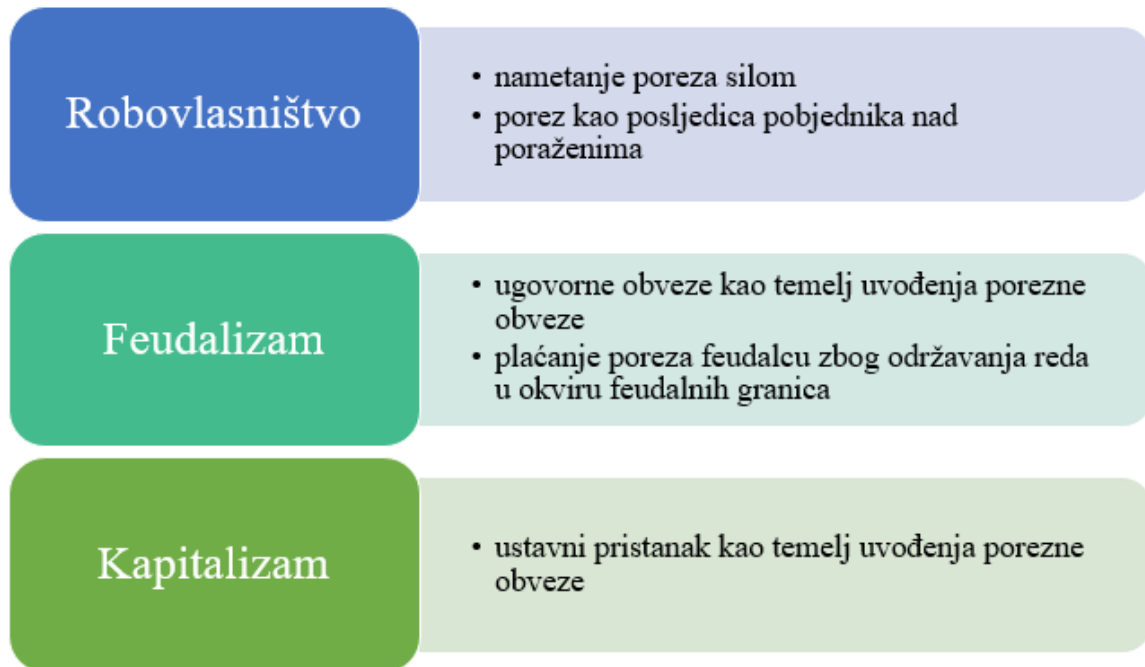 Robovlasništvo
• nametanje poreza silom
• porez kao posljedica pobjednika nad
poraženima
Feudalizam
• ugovorne obveze kao temelj uvođenja porezne
obveze
• plaćanje poreza feudalcu zbog održavanja reda
u okviru feudalnih granica
Kapitalizam
• ustavni pristanak kao temelj uvođenja porezne
obveze